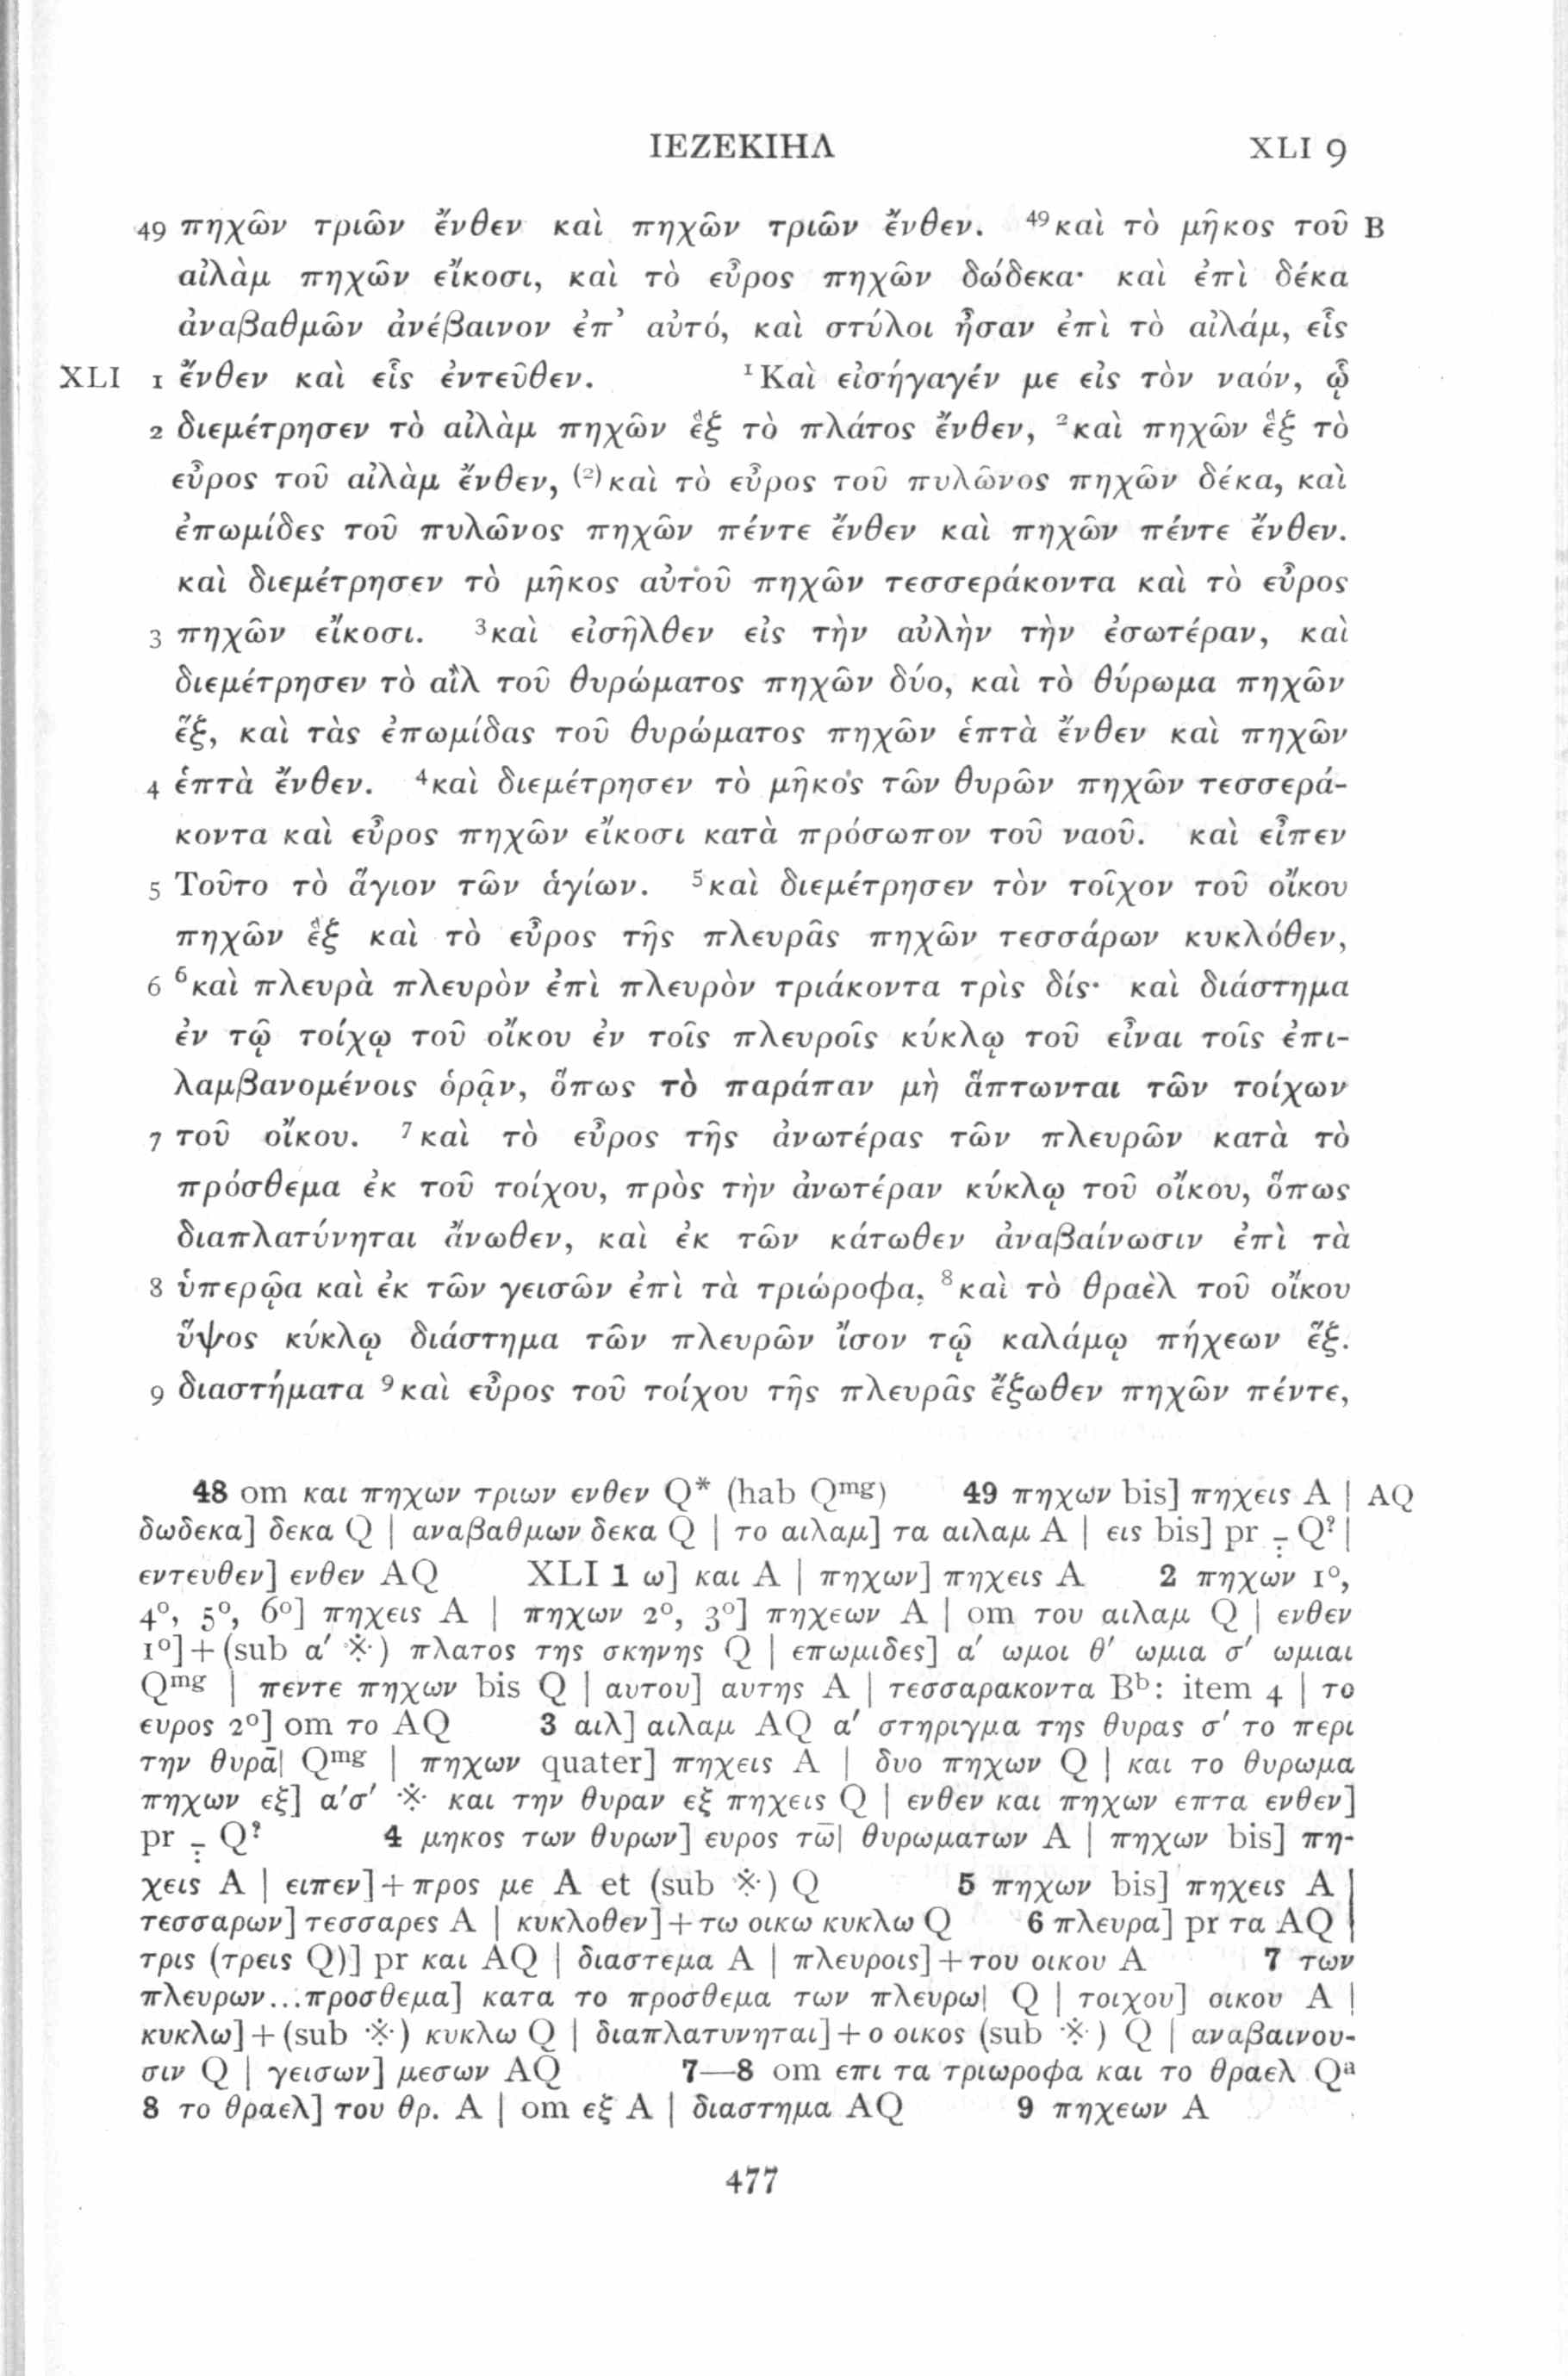 ΙΕΖΕΚΙΗΛ XLI 9
49 πηχῶν τριῶν ἔνθεν καὶ πηχῶν τριῶν ἔνθεν. ⁴⁹καὶ τὸ μῆκος τοῦ B
αἰλὰμ πηχῶν εἴκοσι, καὶ τὸ εὖρος πηχῶν δώδεκα· καὶ ἐπὶ δέκα
ἀναβαθμῶν ἀνέβαινον ἐπ’ αὐτό, καὶ στύλοι ἦσαν ἐπὶ τὸ αἰλάμ, εἷς
XLI 1 ἔνθεν καὶ εἷς ἐντεῦθεν. ¹Καὶ εἰσήγαγέν με εἰς τὸν ναόν, ᾧ
2 διεμέτρησεν τὸ αἰλὰμ πηχῶν ἓξ τὸ πλάτος ἔνθεν, ²καὶ πηχῶν ἓξ τὸ
εὖρος τοῦ αἰλὰμ ἔνθεν, ⁽²⁾καὶ τὸ εὖρος τοῦ πυλῶνος πηχῶν δέκα, καὶ
ἐπωμίδες τοῦ πυλῶνος πηχῶν πέντε ἔνθεν καὶ πηχῶν πέντε ἔνθεν.
καὶ διεμέτρησεν τὸ μῆκος αὐτοῦ πηχῶν τεσσεράκοντα καὶ τὸ εὖρος
3 πηχῶν εἴκοσι. ³καὶ εἰσῆλθεν εἰς τὴν αὐλὴν τὴν ἐσωτέραν, καὶ
διεμέτρησεν τὸ αἲλ τοῦ θυρώματος πηχῶν δύο, καὶ τὸ θύρωμα πηχῶν
ἕξ, καὶ τὰς ἐπωμίδας τοῦ θυρώματος πηχῶν ἑπτὰ ἔνθεν καὶ πηχῶν
4 ἑπτὰ ἔνθεν. ⁴καὶ διεμέτρησεν τὸ μῆκος τῶν θυρῶν πηχῶν τεσσερά-
κοντα καὶ εὖρος πηχῶν εἴκοσι κατὰ πρόσωπον τοῦ ναοῦ. καὶ εἶπεν
5 Τοῦτο τὸ ἅγιον τῶν ἁγίων. ⁵καὶ διεμέτρησεν τὸν τοῖχον τοῦ οἴκου
πηχῶν ἓξ καὶ τὸ εὖρος τῆς πλευρᾶς πηχῶν τεσσάρων κυκλόθεν,
6 ⁶καὶ πλευρὰ πλευρὸν ἐπὶ πλευρὸν τριάκοντα τρὶς δίς· καὶ διάστημα
ἐν τῷ τοίχῳ τοῦ οἴκου ἐν τοῖς πλευροῖς κύκλῳ τοῦ εἶναι τοῖς ἐπι-
λαμβανομένοις ὁρᾷν, ὅπως τὸ παράπαν μὴ ἅπτωνται τῶν τοίχων
7 τοῦ οἴκου. ⁷καὶ τὸ εὖρος τῆς ἀνωτέρας τῶν πλευρῶν κατὰ τὸ
πρόσθεμα ἐκ τοῦ τοίχου, πρὸς τὴν ἀνωτέραν κύκλῳ τοῦ οἴκου, ὅπως
διαπλατύνηται ἄνωθεν, καὶ ἐκ τῶν κάτωθεν ἀναβαίνωσιν ἐπὶ τὰ
8 ὑπερῷα καὶ ἐκ τῶν γεισῶν ἐπὶ τὰ τριώροφα, ⁸καὶ τὸ θραὲλ τοῦ οἴκου
ὕψος κύκλῳ διάστημα τῶν πλευρῶν ἴσον τῷ καλάμῳ πήχεων ἕξ.
9 διαστήματα ⁹καὶ εὖρος τοῦ τοίχου τῆς πλευρᾶς ἔξωθεν πηχῶν πέντε,
48 om και πηχων τριων ενθεν Q* (hab Qᵐᵍ) 49 πηχων bis] πηχεις A | AQ
δωδεκα] δεκα Q | αναβαθμων δεκα Q | το αιλαμ] τα αιλαμ A | εις bis] pr ÷ Q? |
εντευθεν] ενθεν AQ XLI 1 ω] και A | πηχων] πηχεις A 2 πηχων 1°,
4°, 5°, 6°] πηχεις A | πηχων 2°, 3°] πηχεων A | om του αιλαμ Q | ενθεν
1°]+(sub α′ ※) πλατος της σκηνης Q | επωμιδες] α′ ωμοι θ′ ωμια σ′ ωμιαι
Qᵐᵍ | πεντε πηχων bis Q | αυτου] αυτης A | τεσσαρακοντα Bᵇ: item 4 | το
ευρος 2°] om το AQ 3 αιλ] αιλαμ AQ α′ στηριγμα της θυρας σ′ το περι
την θυρᾱ| Qᵐᵍ | πηχων quater] πηχεις A | δυο πηχων Q | και το θυρωμα
πηχων εξ] α′σ′ ※ και την θυραν εξ πηχεις Q | ενθεν και πηχων επτα ενθεν]
pr ÷ Q? 4 μηκος των θυρων] ευρος τω̄| θυρωματων A | πηχων bis] πη-
χεις A | ειπεν]+προς με A et (sub ※) Q 5 πηχων bis] πηχεις A |
τεσσαρων] τεσσαρες A | κυκλοθεν]+τω οικω κυκλω Q 6 πλευρα] pr τα AQ |
τρις (τρεις Q)] pr και AQ | διαστεμα A | πλευροις]+του οικου A 7 των
πλευρων...προσθεμα] κατα το προσθεμα των πλευρω| Q | τοιχου] οικου A |
κυκλω]+(sub ※) κυκλω Q | διαπλατυνηται]+ο οικος (sub ※) Q | αναβαινου-
σιν Q | γεισων] μεσων AQ 7—8 om επι τα τριωροφα και το θραελ Qᵃ
8 το θραελ] του θρ. A | om εξ A | διαστημα AQ 9 πηχεων A
477